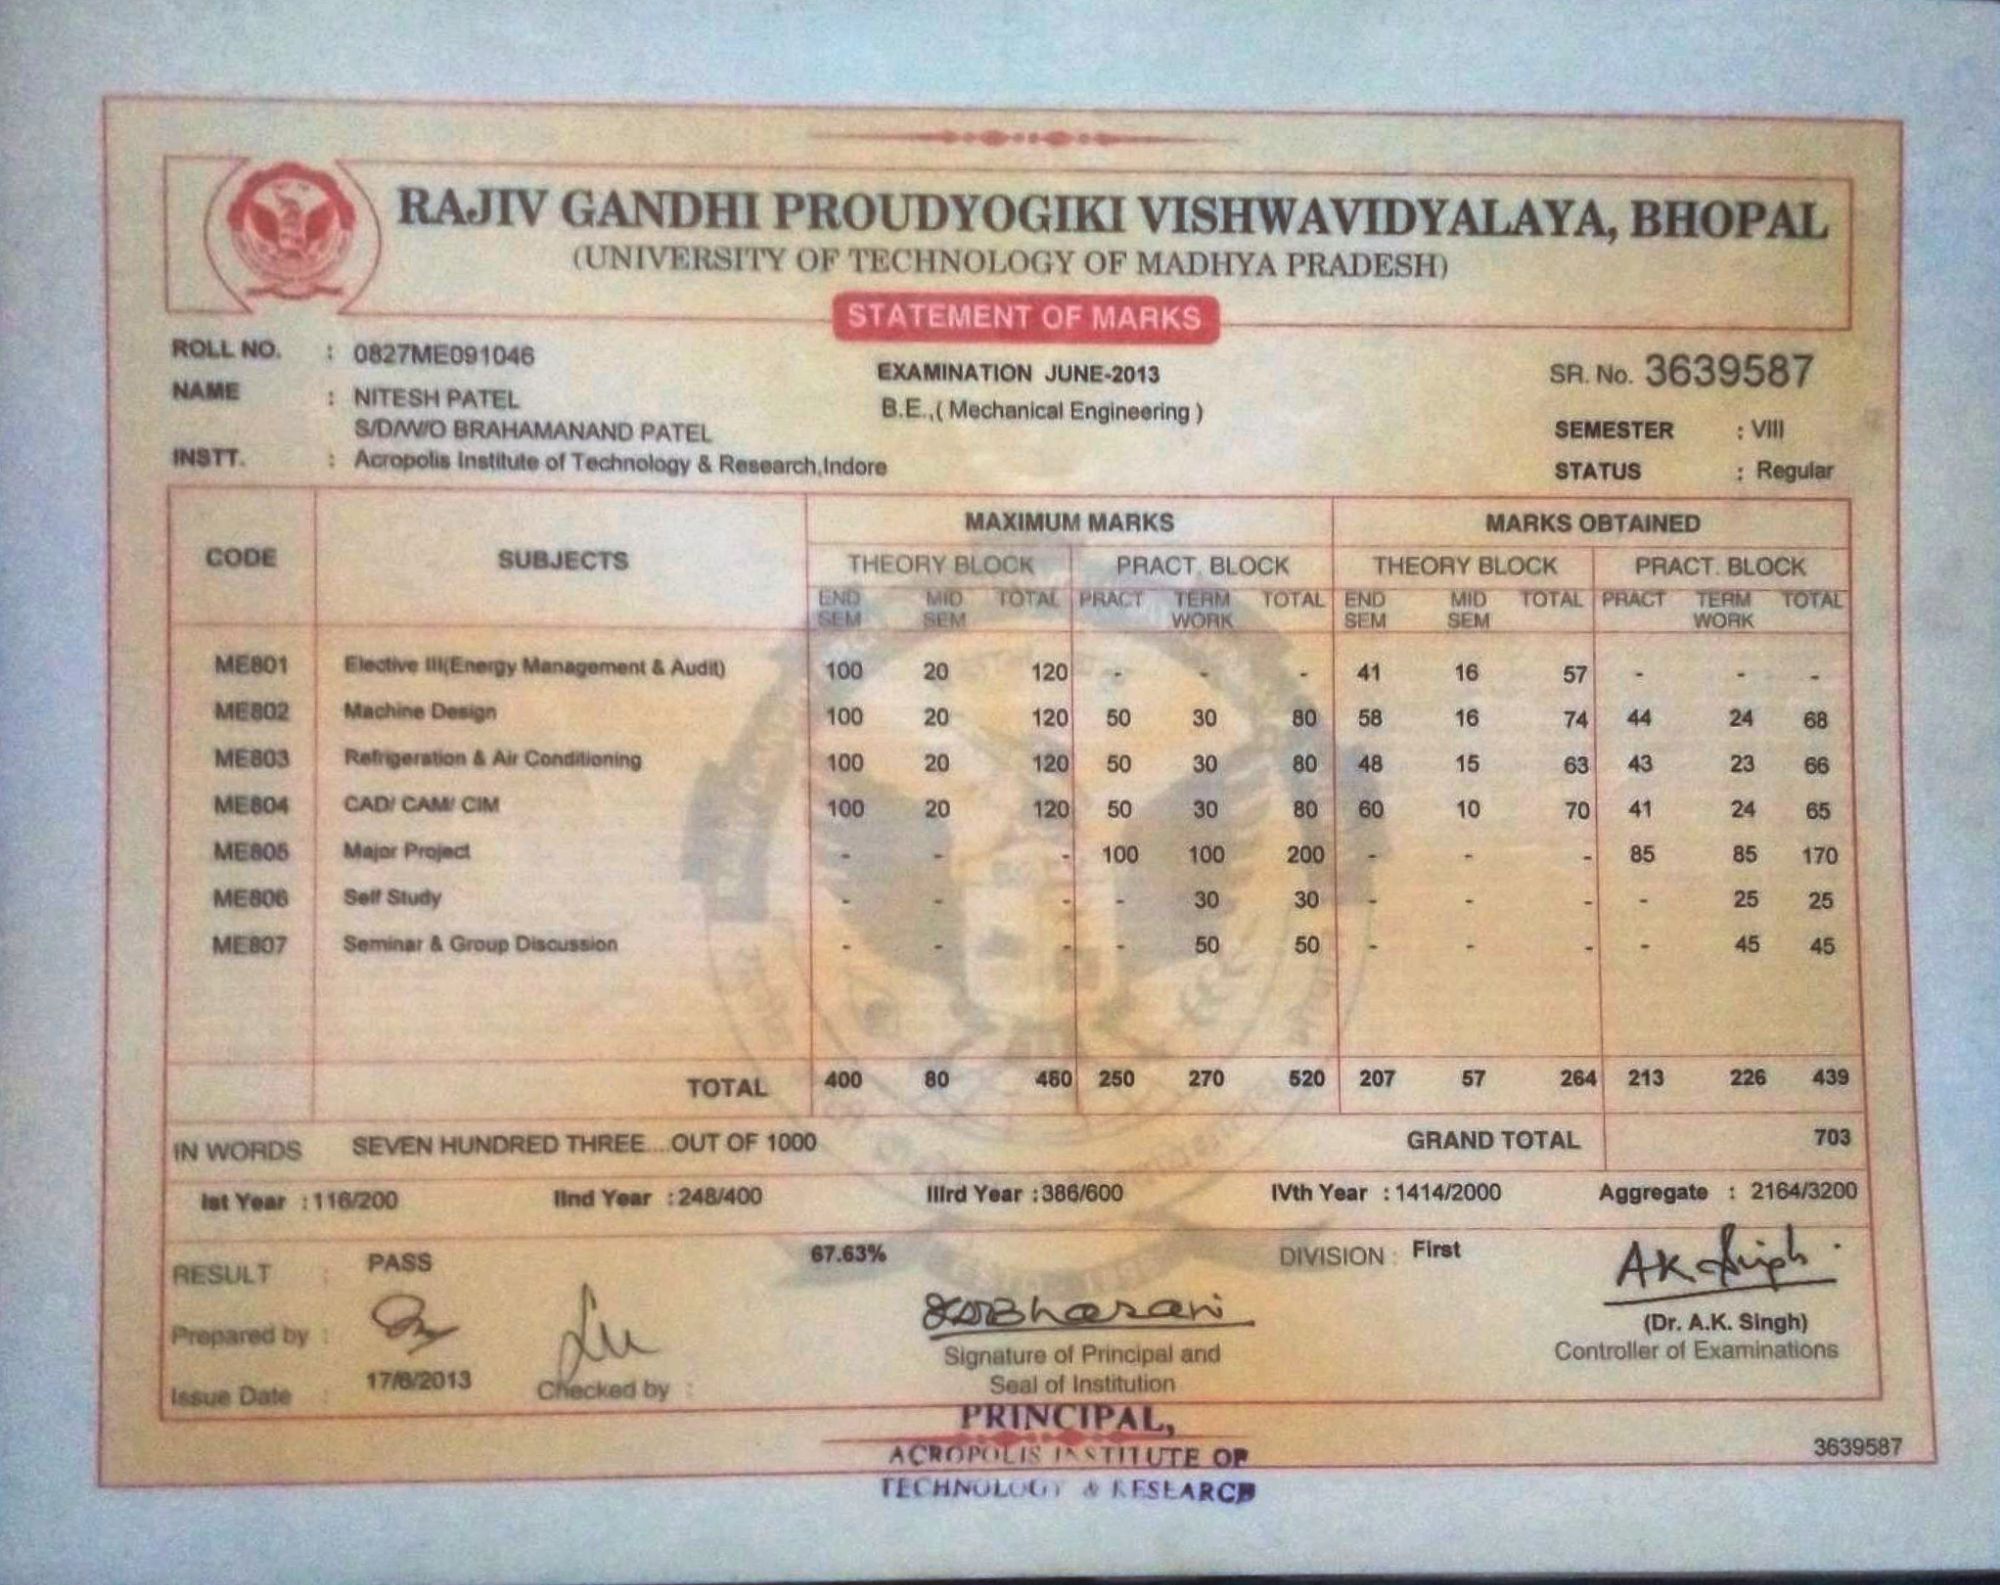 RAJIV GANDHI PROUDYOGIKI VISHWAVIDYALAYA, BHOPAL
(UNIVERSITY OF TECHNOLOGY OF MADHYA PRADESH)
STATEMENT OF MARKS
ROLL NO. : 0827ME091046
EXAMINATION JUNE-2013
SR. No. 3639587
NAME : NITESH PATEL
B.E.,( Mechanical Engineering )
S/D/W/O BRAHAMANAND PATEL
SEMESTER : VIII
INSTT. : Acropolis Institute of Technology & Research,Indore
STATUS : Regular
CODE SUBJECTS MAXIMUM MARKS MARKS OBTAINED
THEORY BLOCK PRACT. BLOCK THEORY BLOCK PRACT. BLOCK
END SEM MID SEM TOTAL PRACT TERM WORK TOTAL END SEM MID SEM TOTAL PRACT TERM WORK TOTAL
ME801 Elective III(Energy Management & Audit) 100 20 120 - - - 41 16 57 - - -
ME802 Machine Design 100 20 120 50 30 80 58 16 74 44 24 68
ME803 Refrigeration & Air Conditioning 100 20 120 50 30 80 48 15 63 43 23 66
ME804 CAD/ CAM/ CIM 100 20 120 50 30 80 60 10 70 41 24 65
ME805 Major Project - - - 100 100 200 - - - 85 85 170
ME806 Self Study - - - - 30 30 - - - - 25 25
ME807 Seminar & Group Discussion - - - - 50 50 - - - - 45 45
TOTAL 400 80 480 250 270 520 207 57 264 213 226 439
IN WORDS SEVEN HUNDRED THREE....OUT OF 1000 GRAND TOTAL 703
Ist Year : 116/200 IInd Year : 248/400 IIIrd Year : 386/600 IVth Year : 1414/2000 Aggregate : 2164/3200
RESULT : PASS 67.63% DIVISION : First
Prepared by :
AK Singh
(Dr. A.K. Singh)
Signature of Principal and
Controller of Examinations
Issue Date : 17/6/2013
Checked by :
Seal of Institution
PRINCIPAL,
ACROPOLIS INSTITUTE OF
TECHNOLOGY & RESEARCH
3639587